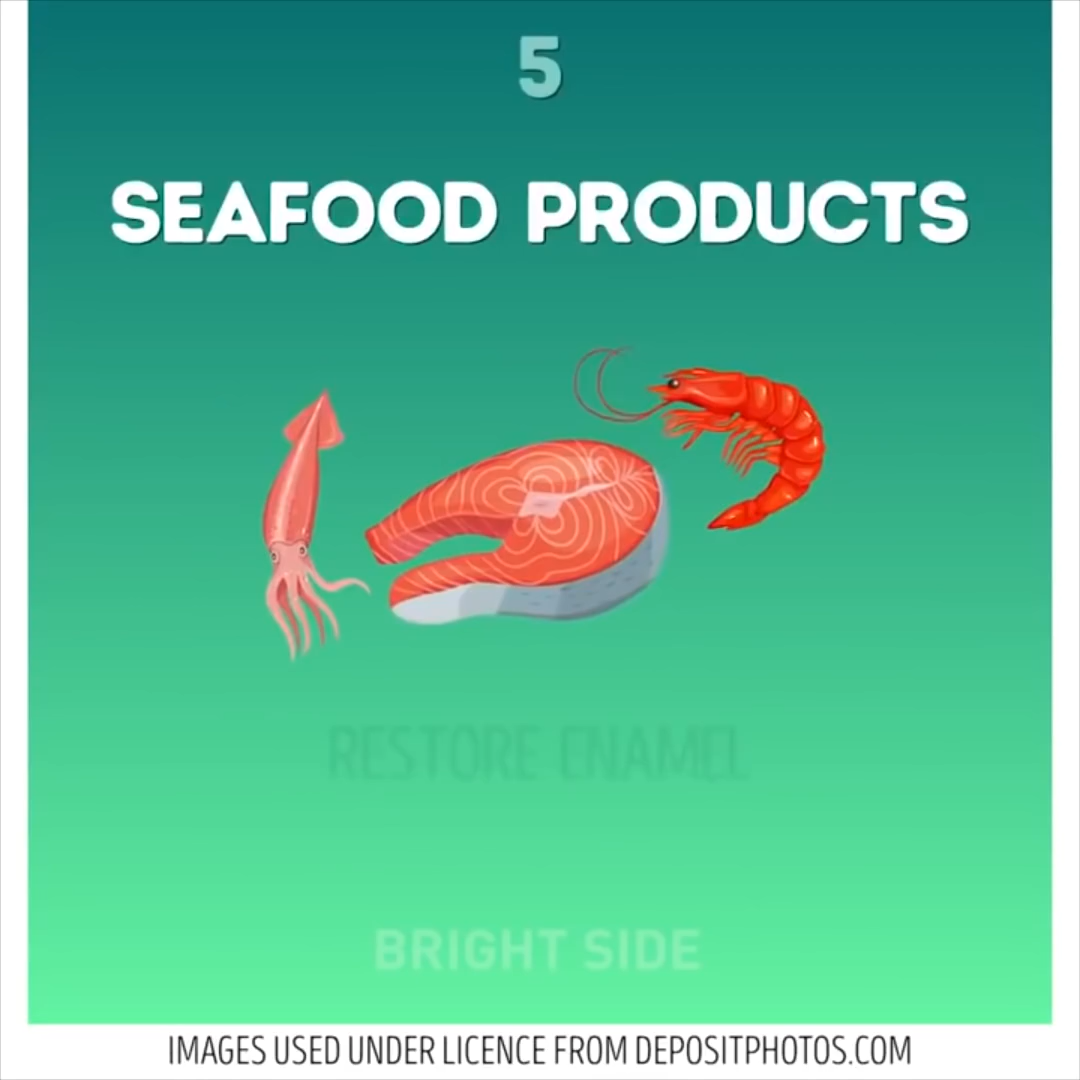 5
SEAFOOD PRODUCTS
RESTORE ENAMEL
BRIGHT SIDE
IMAGES USED UNDER LICENCE FROM DEPOSITPHOTOS.COM